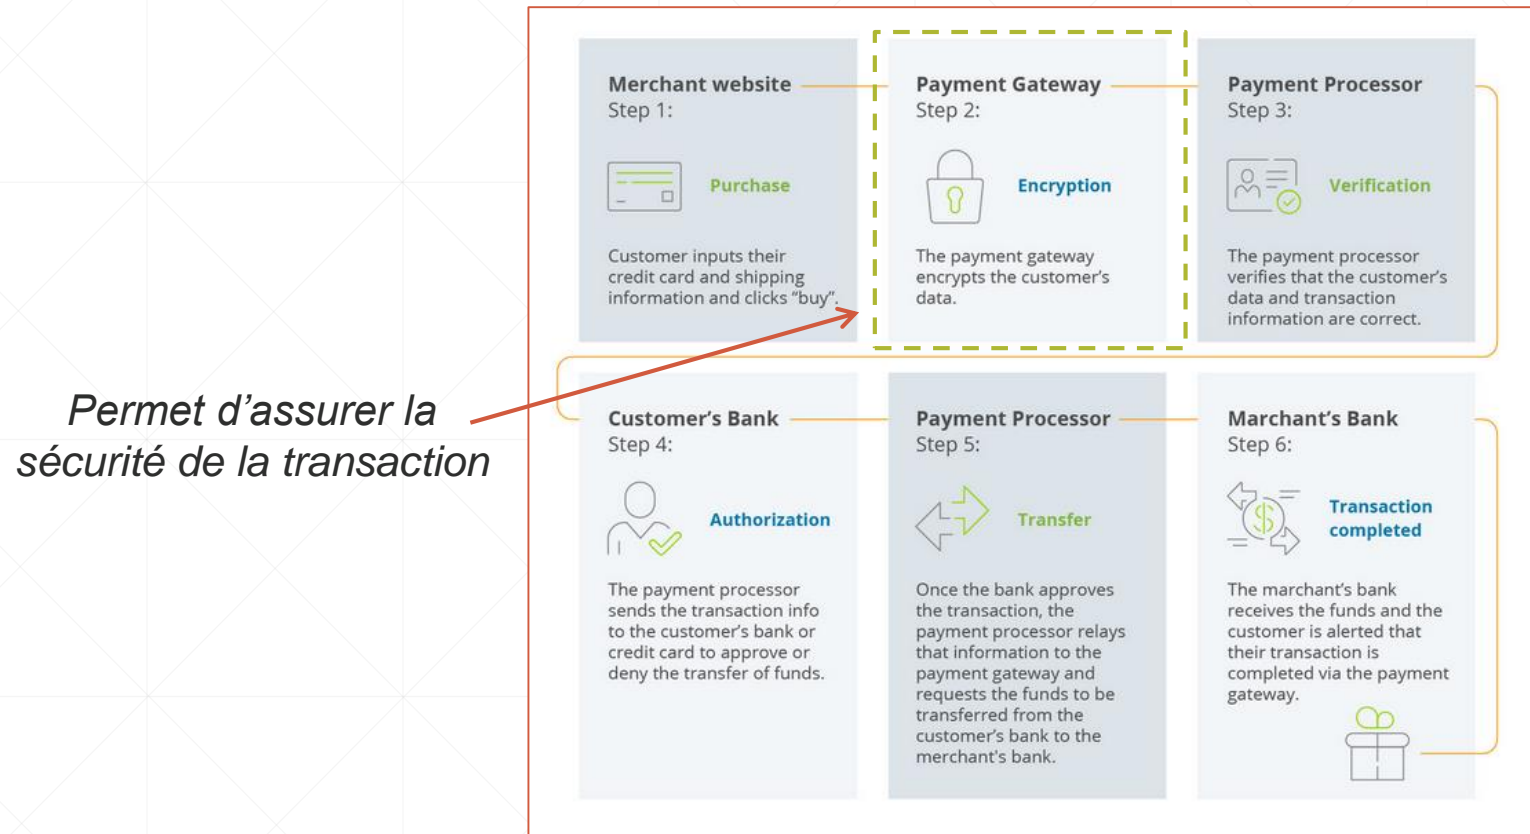 Permet d’assurer la
sécurité de la transaction
Merchant website
Step 1:
Purchase
Customer inputs their
credit card and shipping
information and clicks “buy”.
Payment Gateway
Step 2:
Encryption
The payment gateway
encrypts the customer’s
data.
Payment Processor
Step 3:
Verification
The payment processor
verifies that the customer’s
data and transaction
information are correct.
Customer’s Bank
Step 4:
Authorization
The payment processor
sends the transaction info
to the customer’s bank or
credit card to approve or
deny the transfer of funds.
Payment Processor
Step 5:
Transfer
Once the bank approves
the transaction, the
payment processor relays
that information to the
payment gateway and
requests the funds to be
transferred from the
customer’s bank to the
merchant's bank.
Marchant’s Bank
Step 6:
$
Transaction
completed
The marchant’s bank
receives the funds and the
customer is alerted that
their transaction is
completed via the payment
gateway.